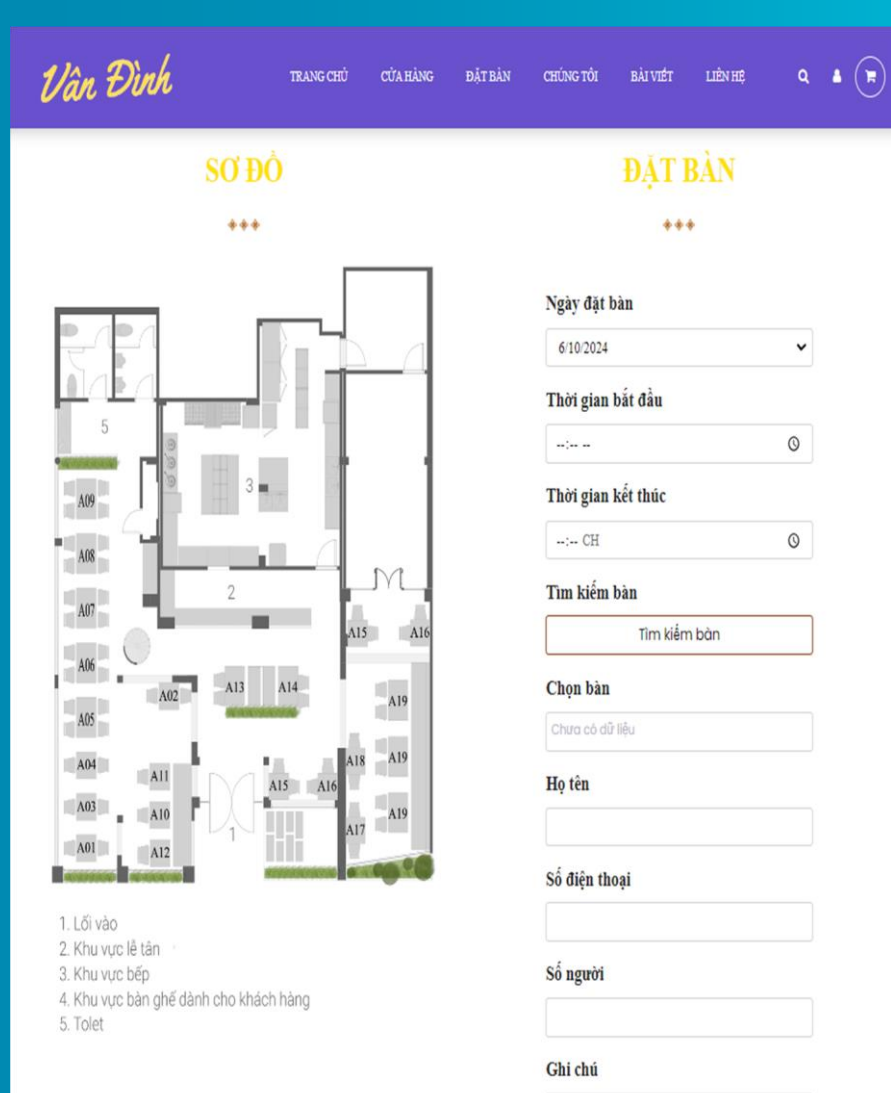 Vân Đình
TRANG CHỦ CỬA HÀNG ĐẶT BÀN CHÚNG TÔI BÀI VIẾT LIÊN HỆ
SƠ ĐỒ
5
A09
3
A08
2
A07
A15 A16
A06
A02 A13 A14 A19
A05
A04 A11 A18 A19
A15 A16
A03 A10 A19
A17
1
A01 A12
1. Lối vào
2. Khu vực lễ tân
3. Khu vực bếp
4. Khu vực bàn ghế dành cho khách hàng
5. Tolet
ĐẶT BÀN
Ngày đặt bàn
6/10/2024
Thời gian bắt đầu
--:-- --
Thời gian kết thúc
--:-- CH
Tìm kiếm bàn
Tìm kiếm bàn
Chọn bàn
Chưa có dữ liệu
Họ tên
Số điện thoại
Số người
Ghi chú